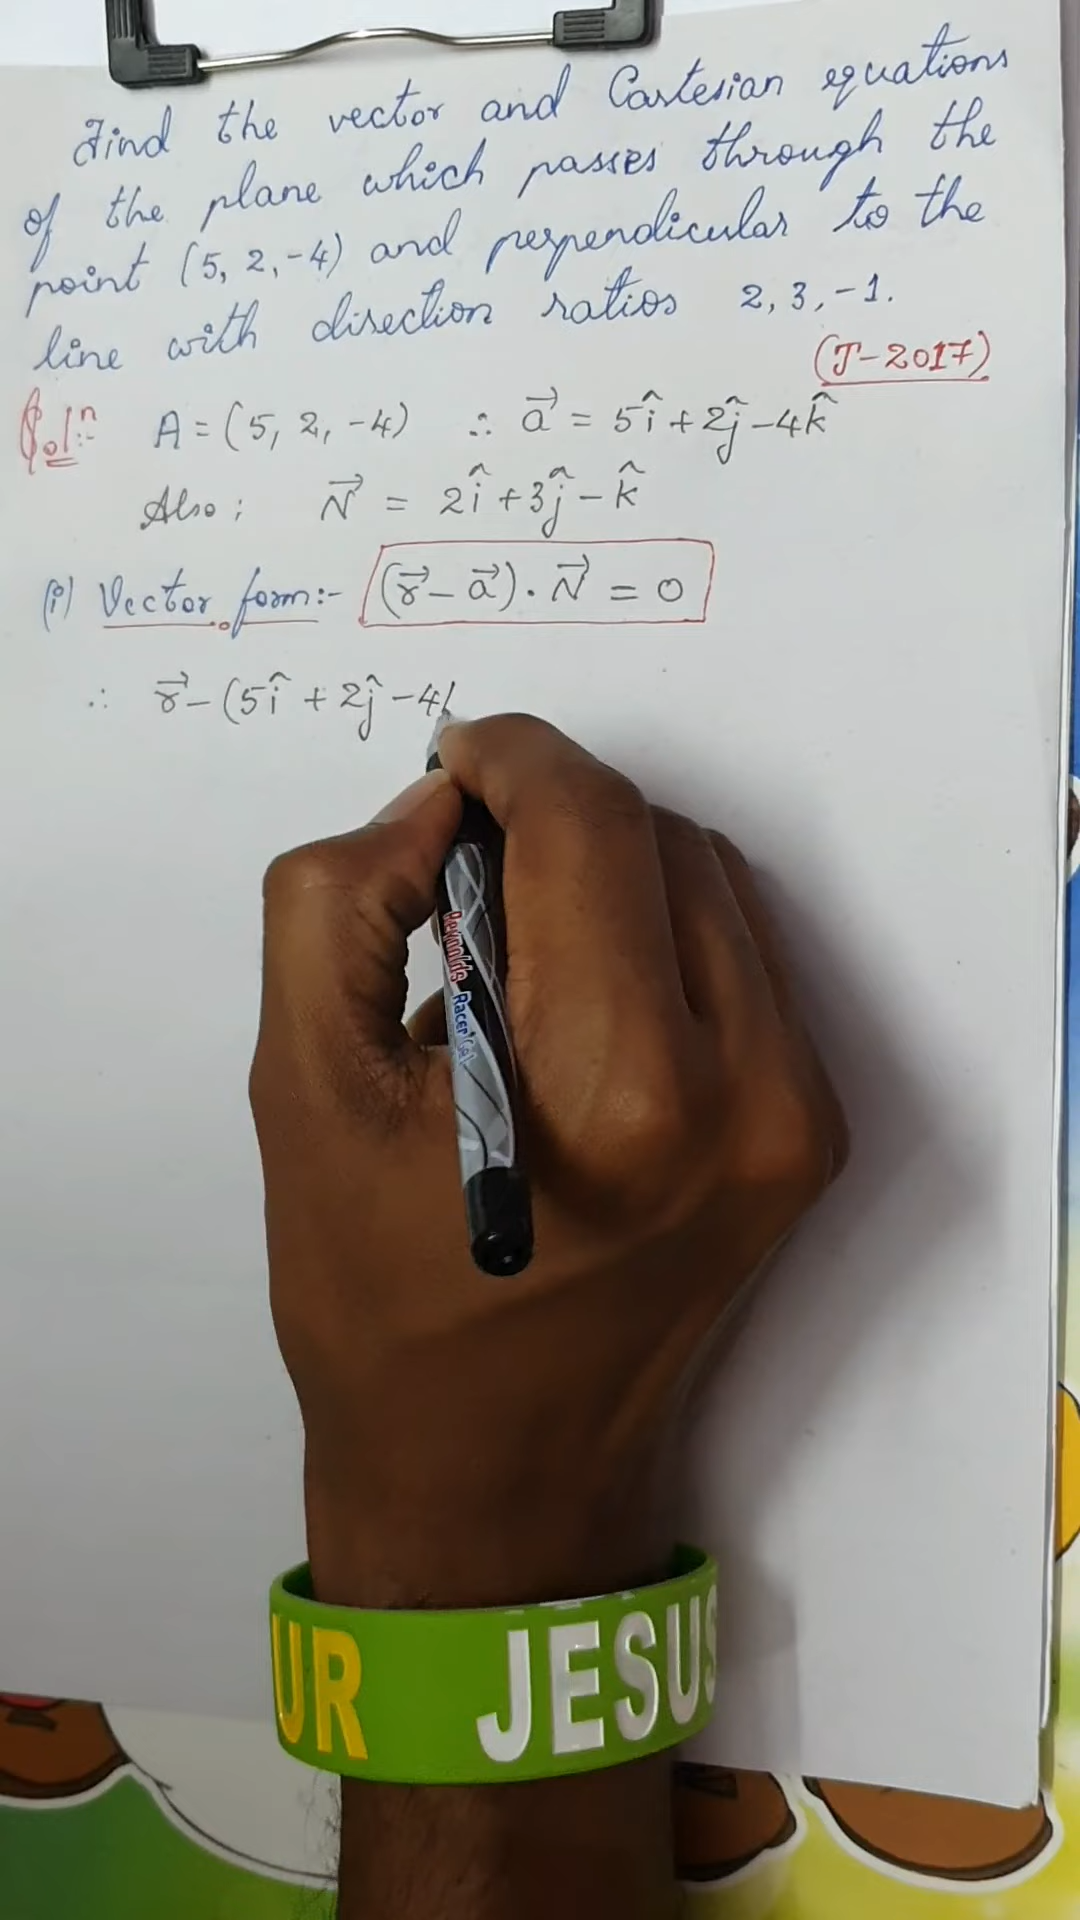 Find the vector and Cartesian equations
of the plane which passes through the
point (5, 2, -4) and perpendicular to the
line with direction ratios 2, 3, -1.
(J-2017)
Solⁿ:- A = (5, 2, -4) ∴ a⃗ = 5î + 2ĵ - 4k̂
Also; N⃗ = 2î + 3ĵ - k̂
(i) Vector form:- (r⃗ - a⃗) · N⃗ = 0
∴ r⃗ - (5î + 2ĵ - 4
Reynolds Racer Gel
UR JESUS